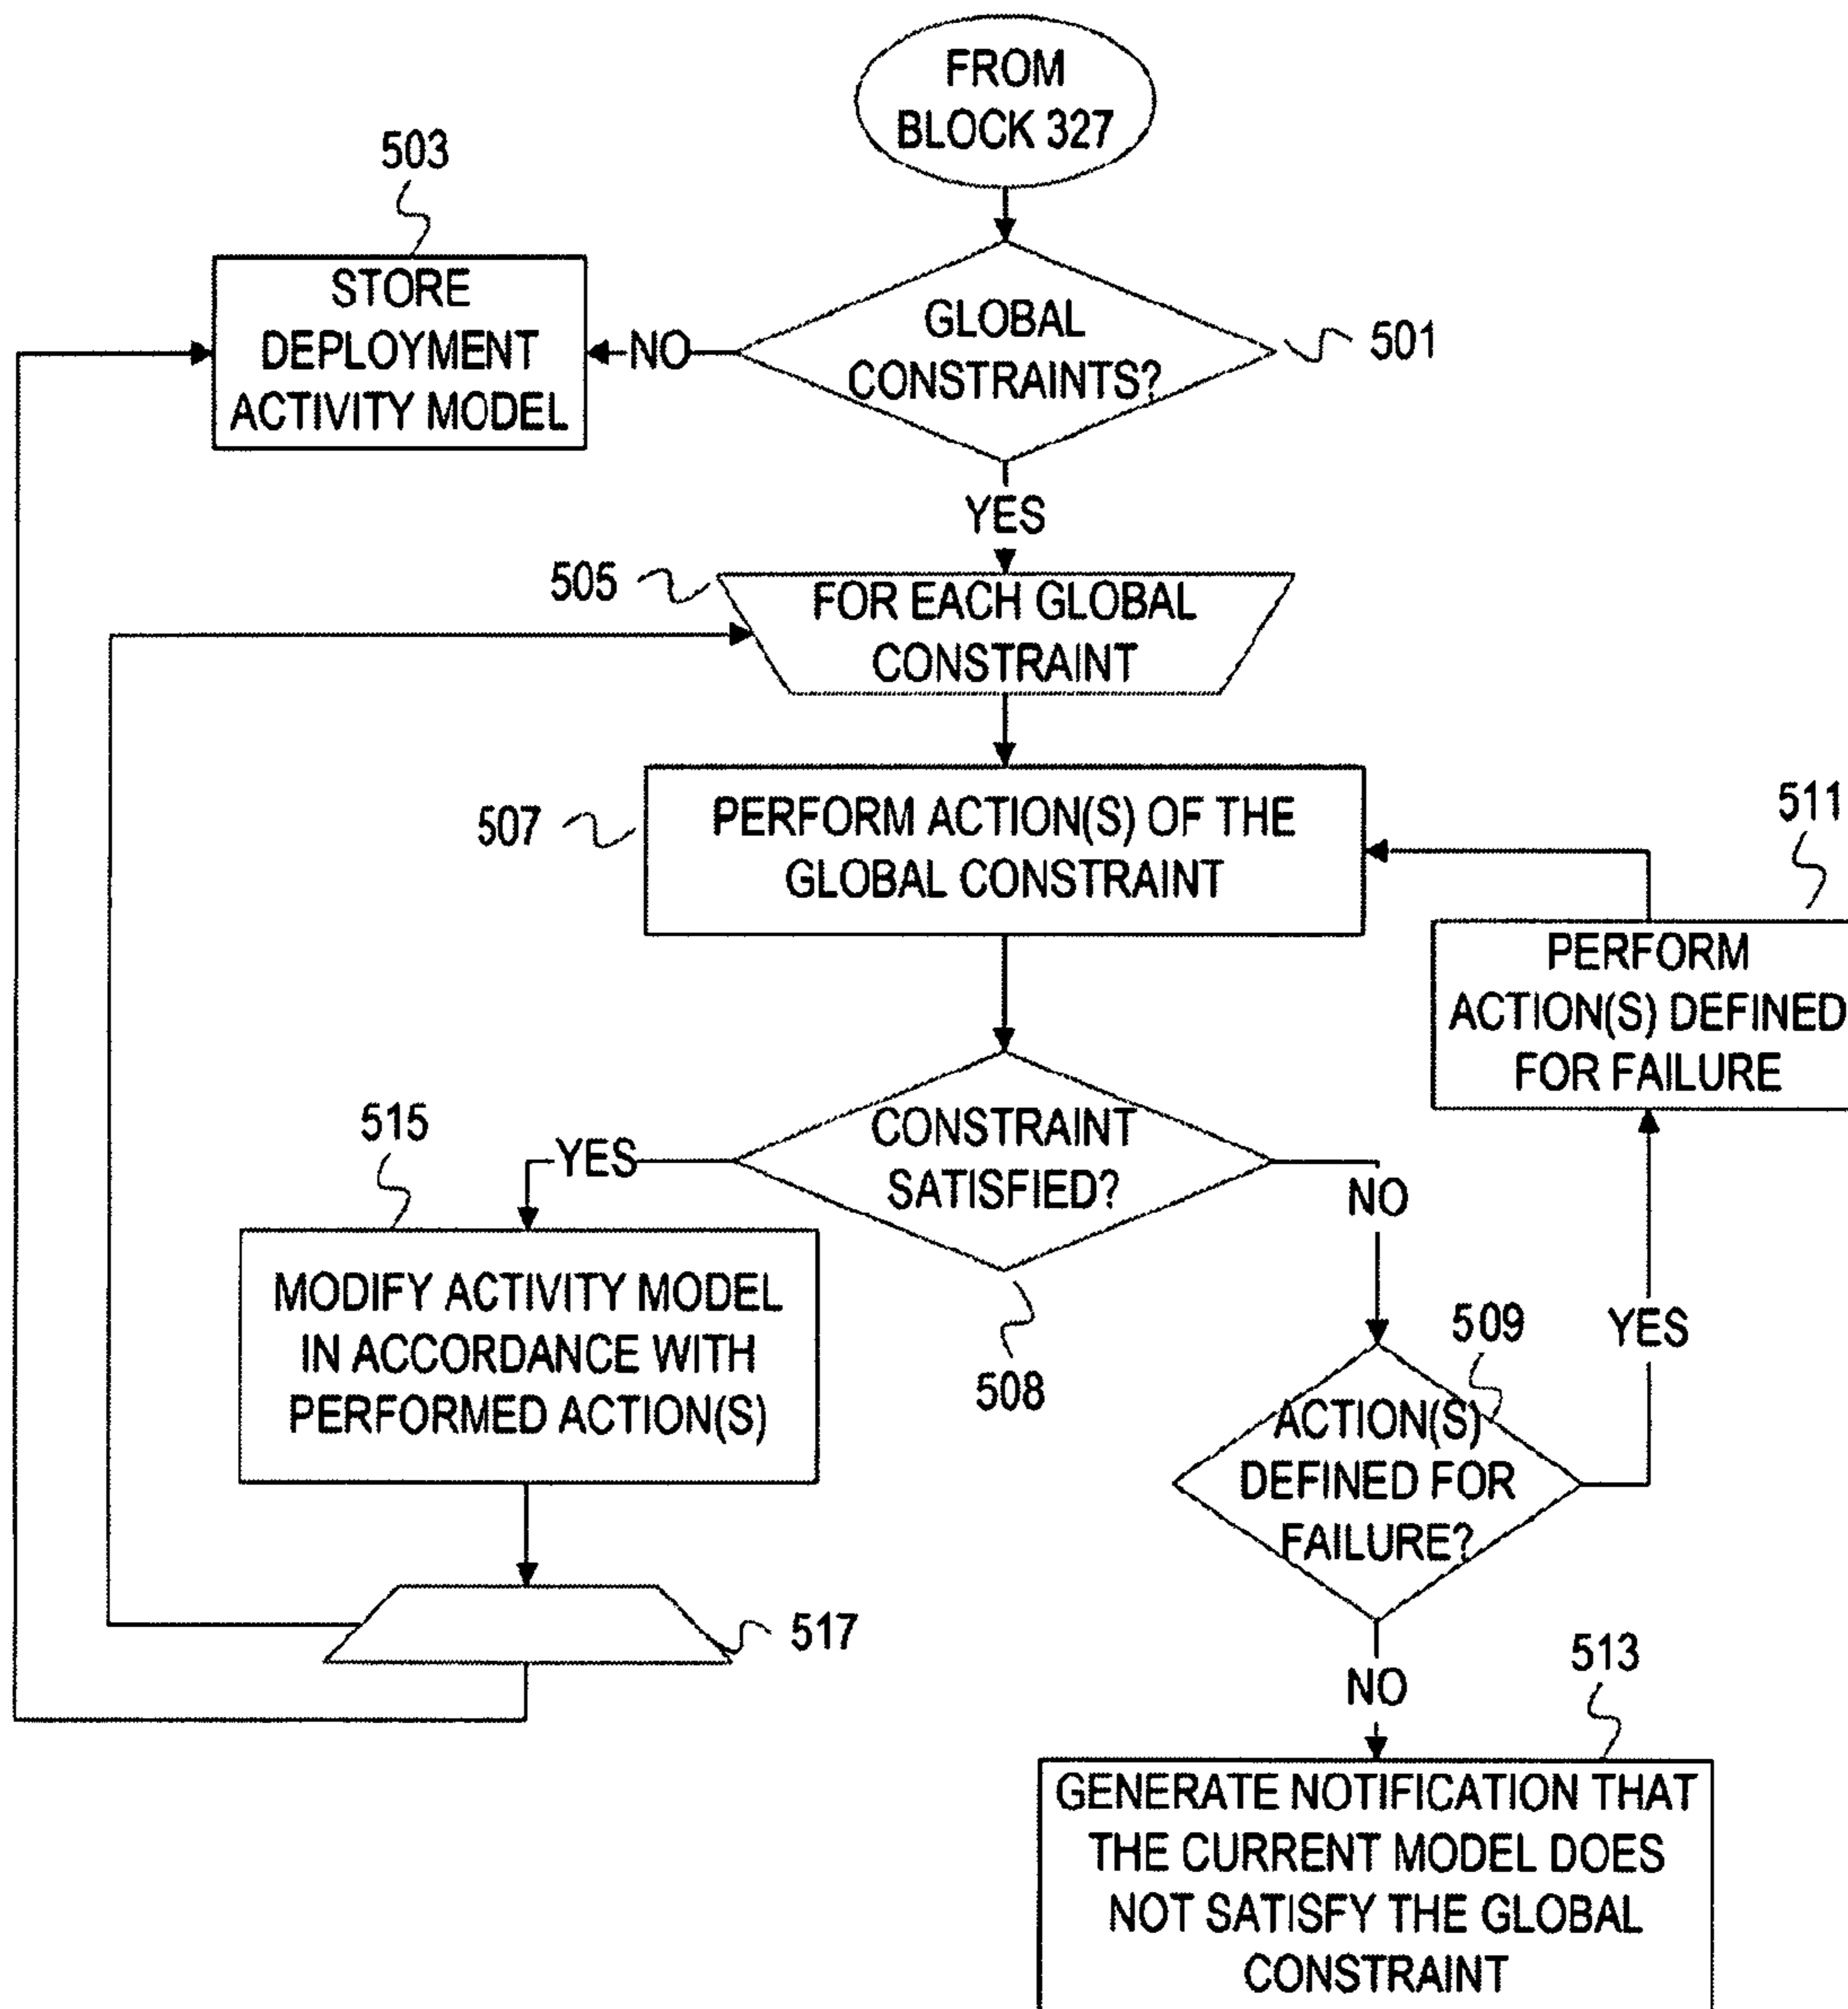 FROM
BLOCK 327
503
STORE
DEPLOYMENT
ACTIVITY MODEL
NO
GLOBAL
CONSTRAINTS?
501
YES
505
FOR EACH GLOBAL
CONSTRAINT
507
PERFORM ACTION(S) OF THE
GLOBAL CONSTRAINT
511
PERFORM
ACTION(S) DEFINED
FOR FAILURE
515
YES
CONSTRAINT
SATISFIED?
NO
508
MODIFY ACTIVITY MODEL
IN ACCORDANCE WITH
PERFORMED ACTION(S)
509
YES
ACTION(S)
DEFINED FOR
FAILURE?
517
NO
513
GENERATE NOTIFICATION THAT
THE CURRENT MODEL DOES
NOT SATISFY THE GLOBAL
CONSTRAINT